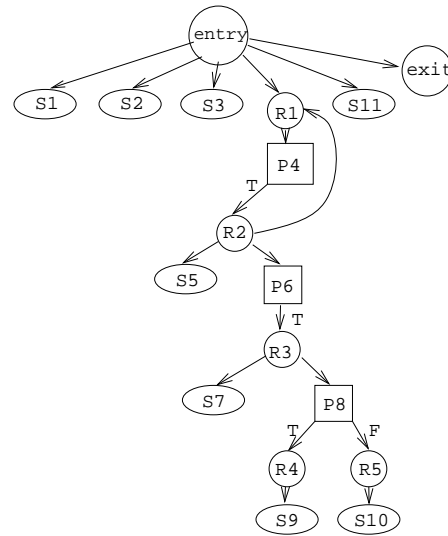 entry
exit
S1
S2
S3
R1
S11
P4
T
R2
S5
P6
T
R3
S7
P8
T
F
R4
R5
S9
S10